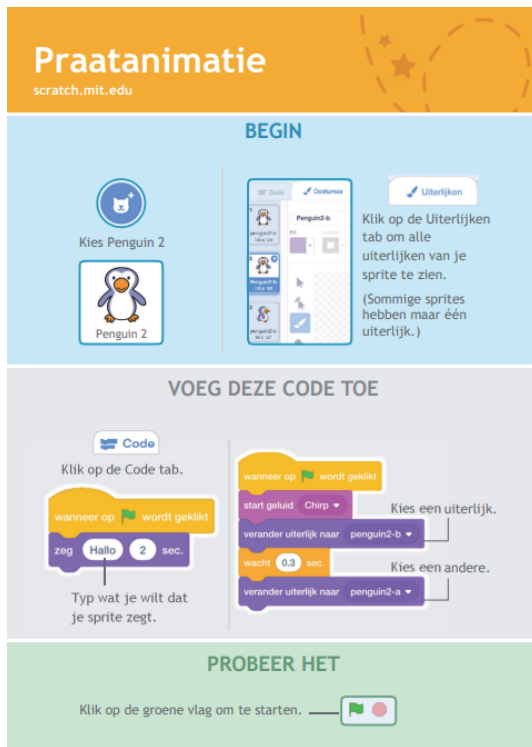 Praatanimatie
scratch.mit.edu
BEGIN
Kies Penguin 2
Penguin 2
Code
Costumes
Penguin2-b
Fill
penguin2-a
Penguin2-b
penguin2-c
Uiterlijken
Klik op de Uiterlijken
tab om alle
uiterlijken van je
sprite te zien.
(Sommige sprites
hebben maar één
uiterlijk.)
VOEG DEZE CODE TOE
Code
Klik op de Code tab.
wanneer op wordt geklikt
zeg Hallo 2 sec.
Typ wat je wilt dat
je sprite zegt.
wanneer op wordt geklikt
start geluid Chirp
verander uiterlijk naar penguin2-b
wacht 0.3 sec.
verander uiterlijk naar penguin2-a
Kies een uiterlijk.
Kies een andere.
PROBEER HET
Klik op de groene vlag om te starten.